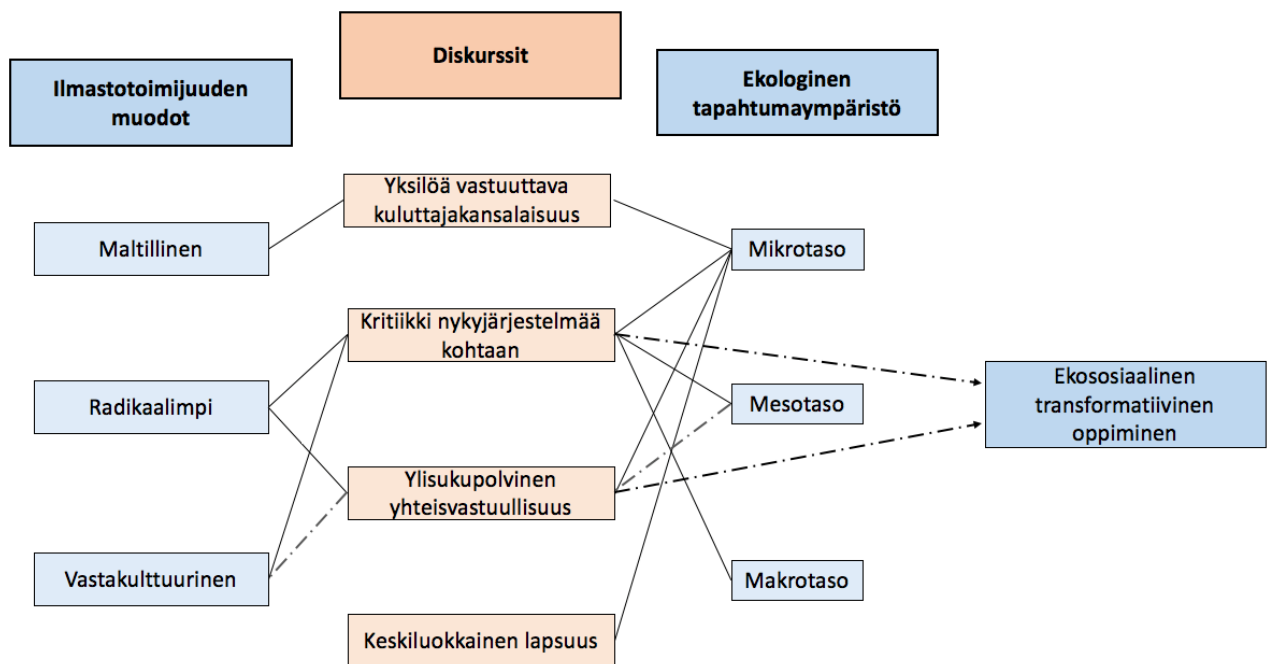 Ilmastotoimijuuden
muodot
Diskurssit
Ekologinen
tapahtumaympäristö
Maltillinen
Radikaalimpi
Vastakulttuurinen
Yksilöä vastuuttava
kuluttajakansalaisuus
Kritiikki nykyjärjestelmää
kohtaan
Ylisukupolvinen
yhteisvastuullisuus
Keskiluokkainen lapsuus
Mikrotaso
Mesotaso
Makrotaso
Ekososiaalinen
transformatiivinen
oppiminen